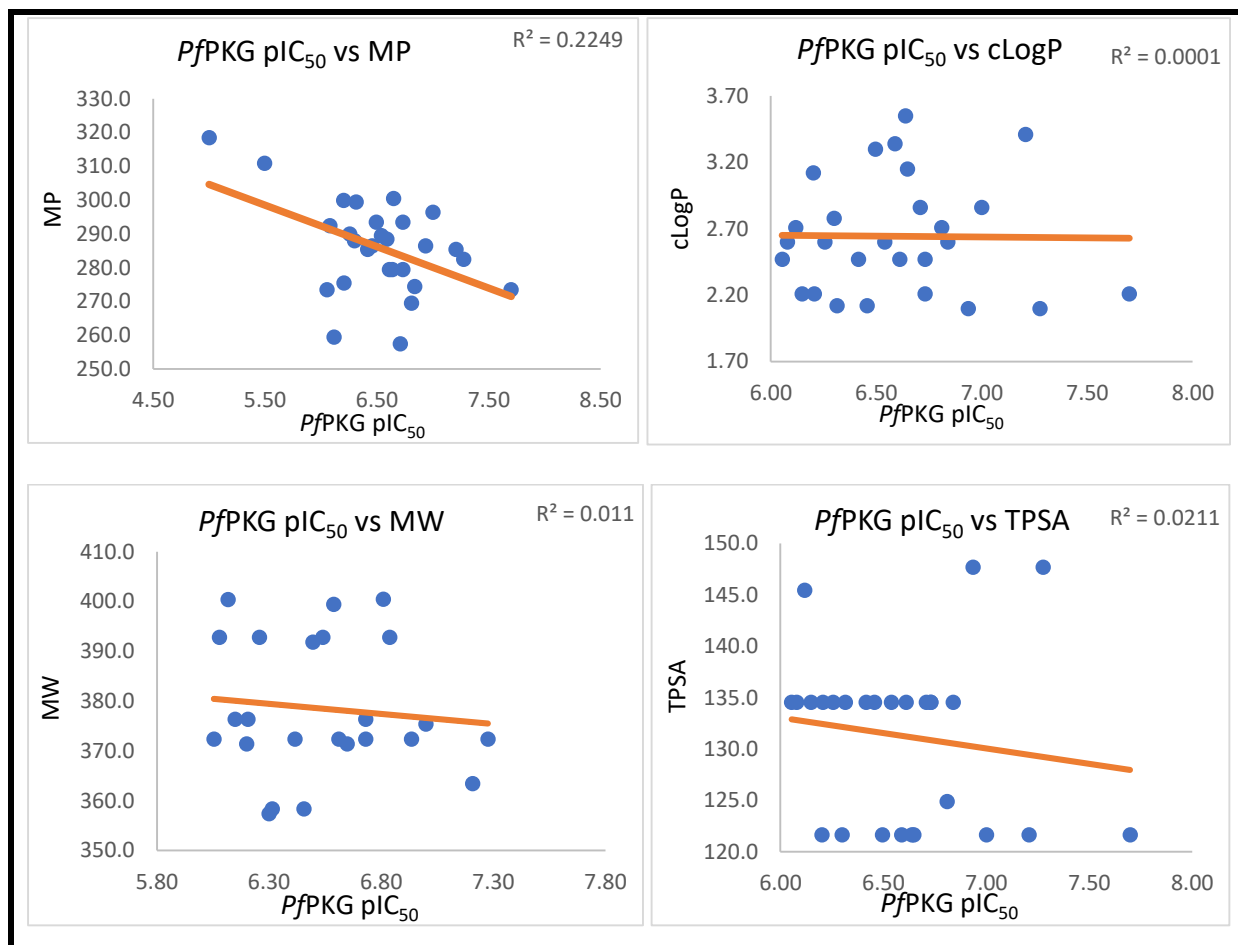 PfPKG pIC50 vs MP
R² = 0.2249
330.0
320.0
310.0
300.0
290.0
280.0
270.0
260.0
250.0
MP
4.50 5.50 6.50 7.50 8.50
PfPKG pIC50
PfPKG pIC50 vs cLogP
R² = 0.0001
3.70
3.20
2.70
2.20
1.70
cLogP
6.00 6.50 7.00 7.50 8.00
PfPKG pIC50
PfPKG pIC50 vs MW
R² = 0.011
410.0
400.0
390.0
380.0
370.0
360.0
350.0
MW
5.80 6.30 6.80 7.30 7.80
PfPKG pIC50
PfPKG pIC50 vs TPSA
R² = 0.0211
150.0
145.0
140.0
135.0
130.0
125.0
120.0
TPSA
6.00 6.50 7.00 7.50 8.00
PfPKG pIC50